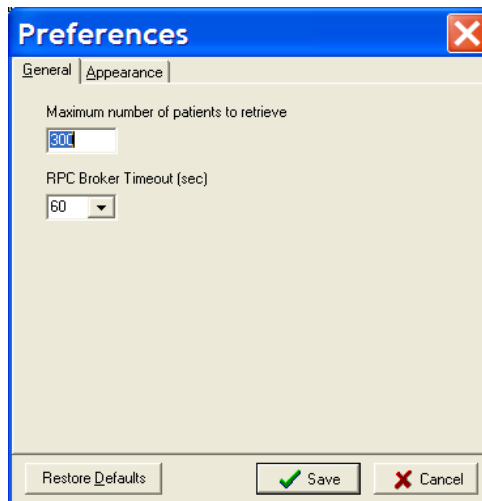 Preferences
General Appearance
Maximum number of patients to retrieve
300
RPC Broker Timeout (sec)
60
Restore Defaults Save Cancel